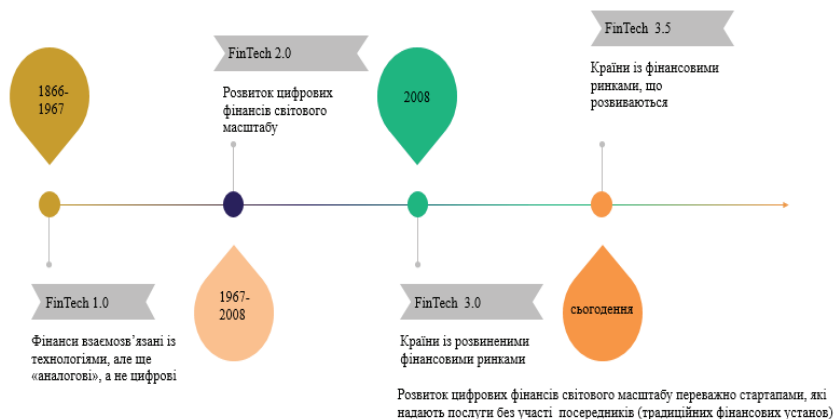 FinTech 3.5
Країни із фінансовими
ринками, що
розвиваються
FinTech 2.0
Розвиток цифрових
фінансів світового
масштабу
1866-
1967
2008
FinTech 1.0
Фінанси взаємозв’язані із
технологіями, але ще
«аналогові», а не цифрові
1967-
2008
FinTech 3.0
Країни із розвиненими
фінансовими ринками
сьогодення
Розвиток цифрових фінансів світового масштабу переважно стартапами, які
надають послуги без участі посередників (традиційних фінансових установ)